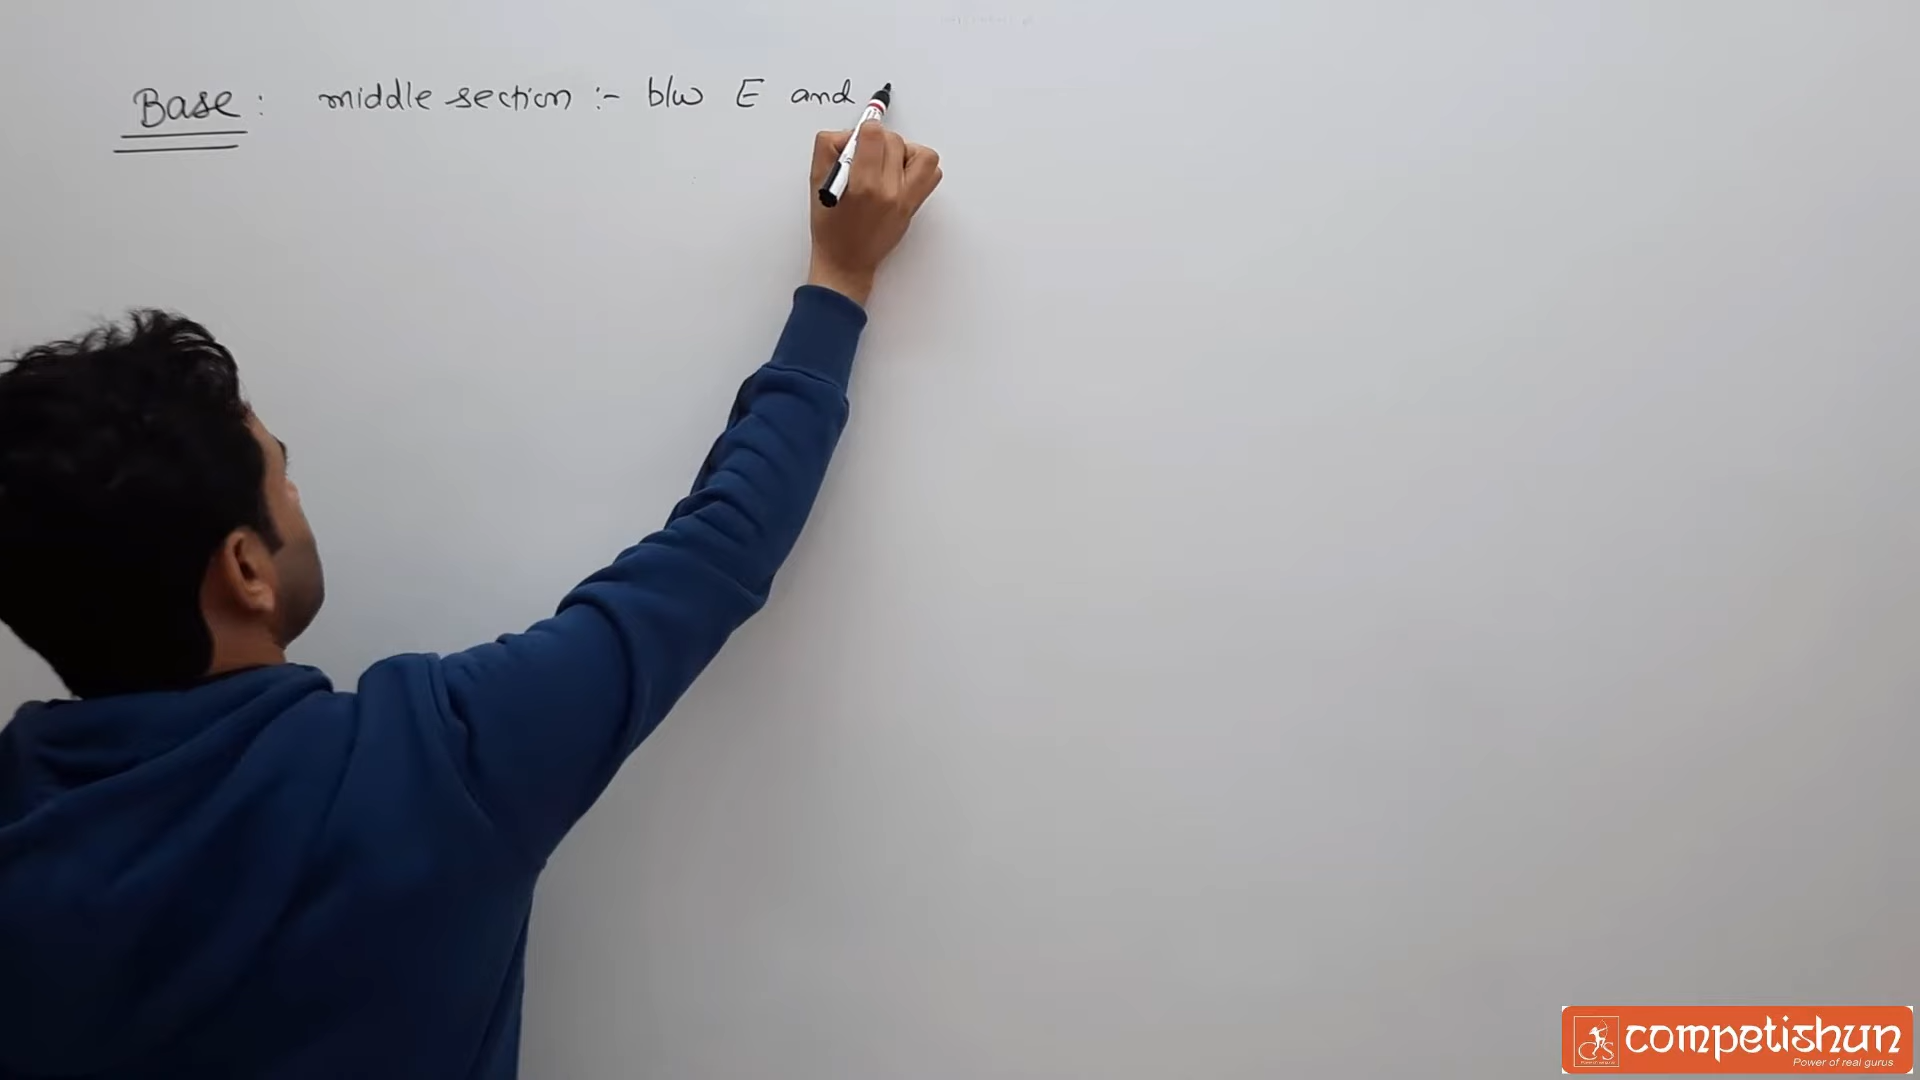 Base : middle section :- b/w E and
competishun
Power of real gurus